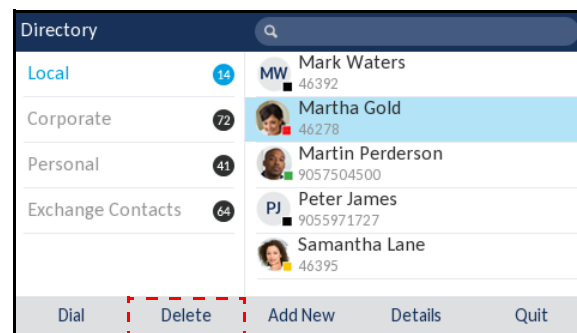 Directory
Local 14
Corporate 72
Personal 41
Exchange Contacts 64
MW Mark Waters
46392
Martha Gold
46278
Martin Perderson
9057504500
PJ Peter James
9055971727
Samantha Lane
46395
Dial Delete Add New Details Quit